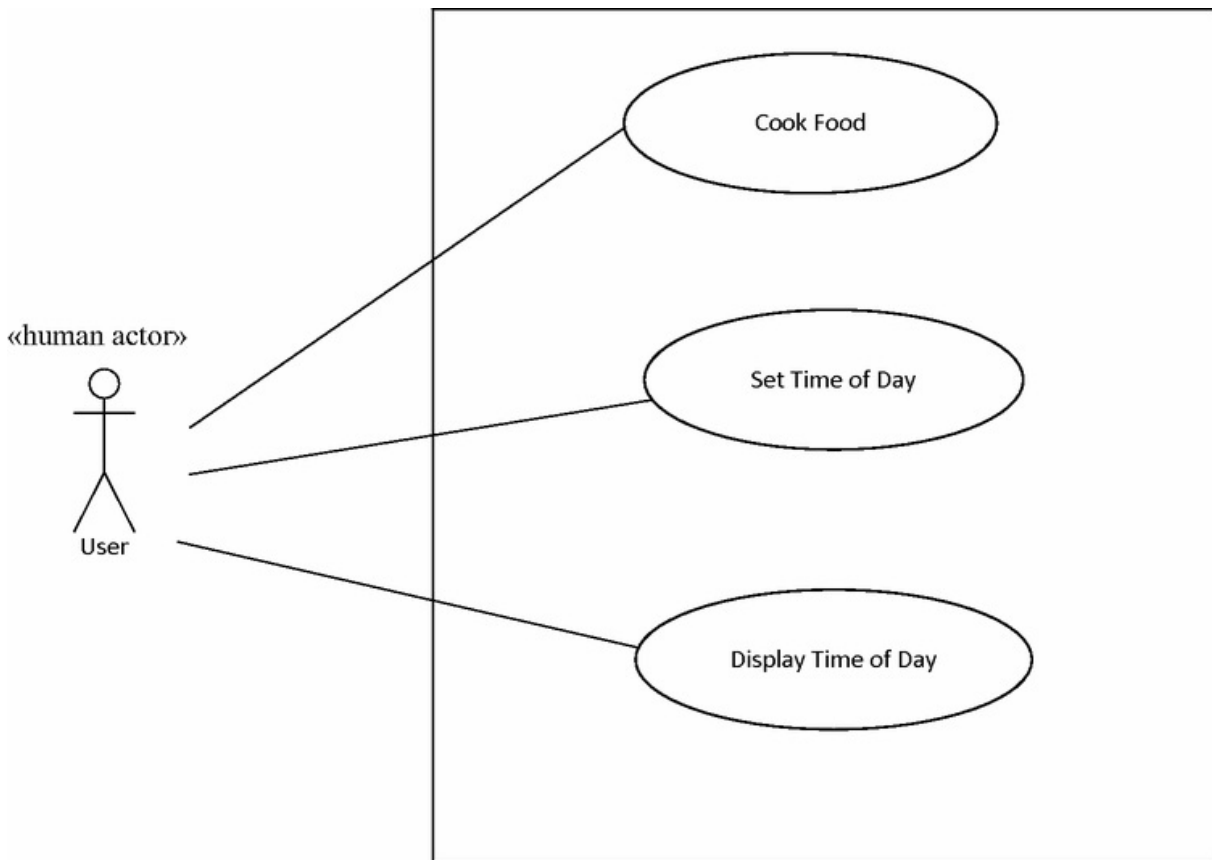 Cook Food
«human actor»
Set Time of Day
User
Display Time of Day